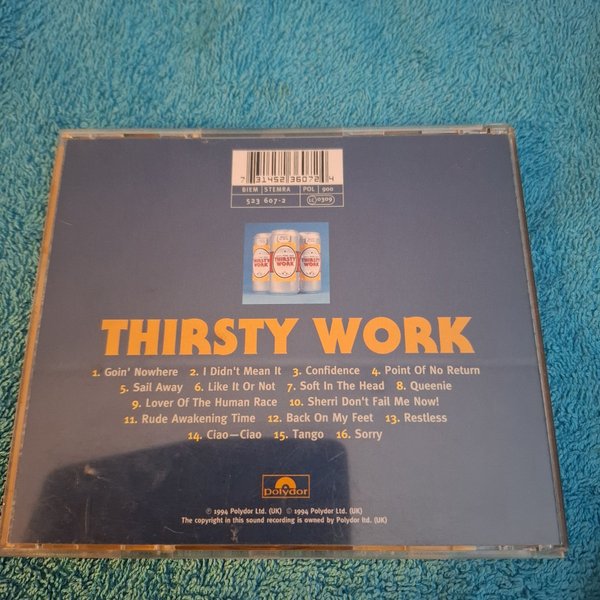 7 31452 36072 4
BIEM STEMRA POL 900
523 607-2 LC 0309
THIRSTY WORK THIRSTY WORK THIRSTY WORK
THIRSTY WORK
1. Goin' Nowhere 2. I Didn't Mean It 3. Confidence 4. Point Of No Return
5. Sail Away 6. Like It Or Not 7. Soft In The Head 8. Queenie
9. Lover Of The Human Race 10. Sherri Don't Fail Me Now!
11. Rude Awakening Time 12. Back On My Feet 13. Restless
14. Ciao—Ciao 15. Tango 16. Sorry
polydor
℗ 1994 Polydor Ltd. (UK) © 1994 Polydor Ltd. (UK)
The copyright in this sound recording is owned by Polydor ltd. (UK)